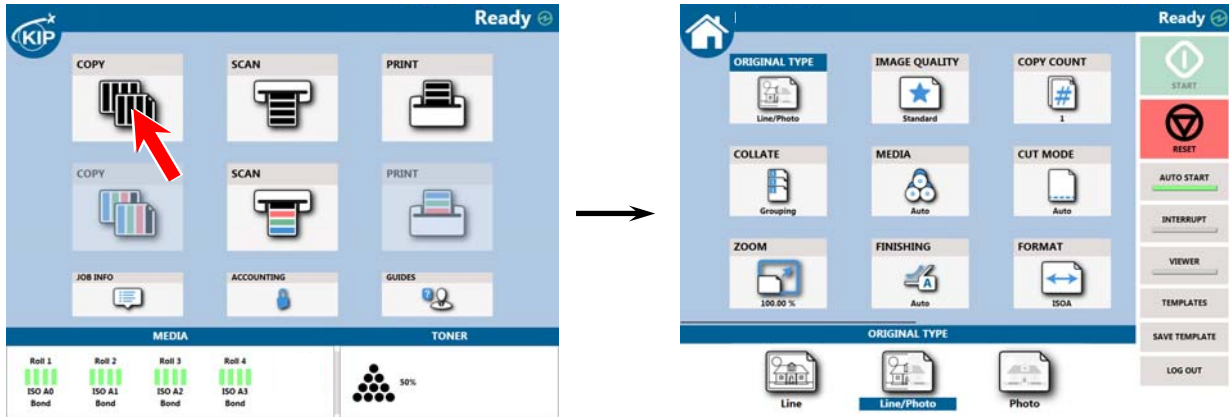 KIP
Ready
COPY SCAN PRINT
COPY SCAN PRINT
JOB INFO ACCOUNTING GUIDES
MEDIA TONER
Roll 1 Roll 2 Roll 3 Roll 4
ISO A0 ISO A1 ISO A2 ISO A3
Bond Bond Bond Bond
50%
Ready
ORIGINAL TYPE IMAGE QUALITY COPY COUNT
#
Line/Photo Standard 1
COLLATE MEDIA CUT MODE
Grouping Auto Auto
ZOOM FINISHING FORMAT
A
100.00 % Auto ISOA
ORIGINAL TYPE
Line Line/Photo Photo
START
RESET
AUTO START
INTERRUPT
VIEWER
TEMPLATES
SAVE TEMPLATE
LOG OUT